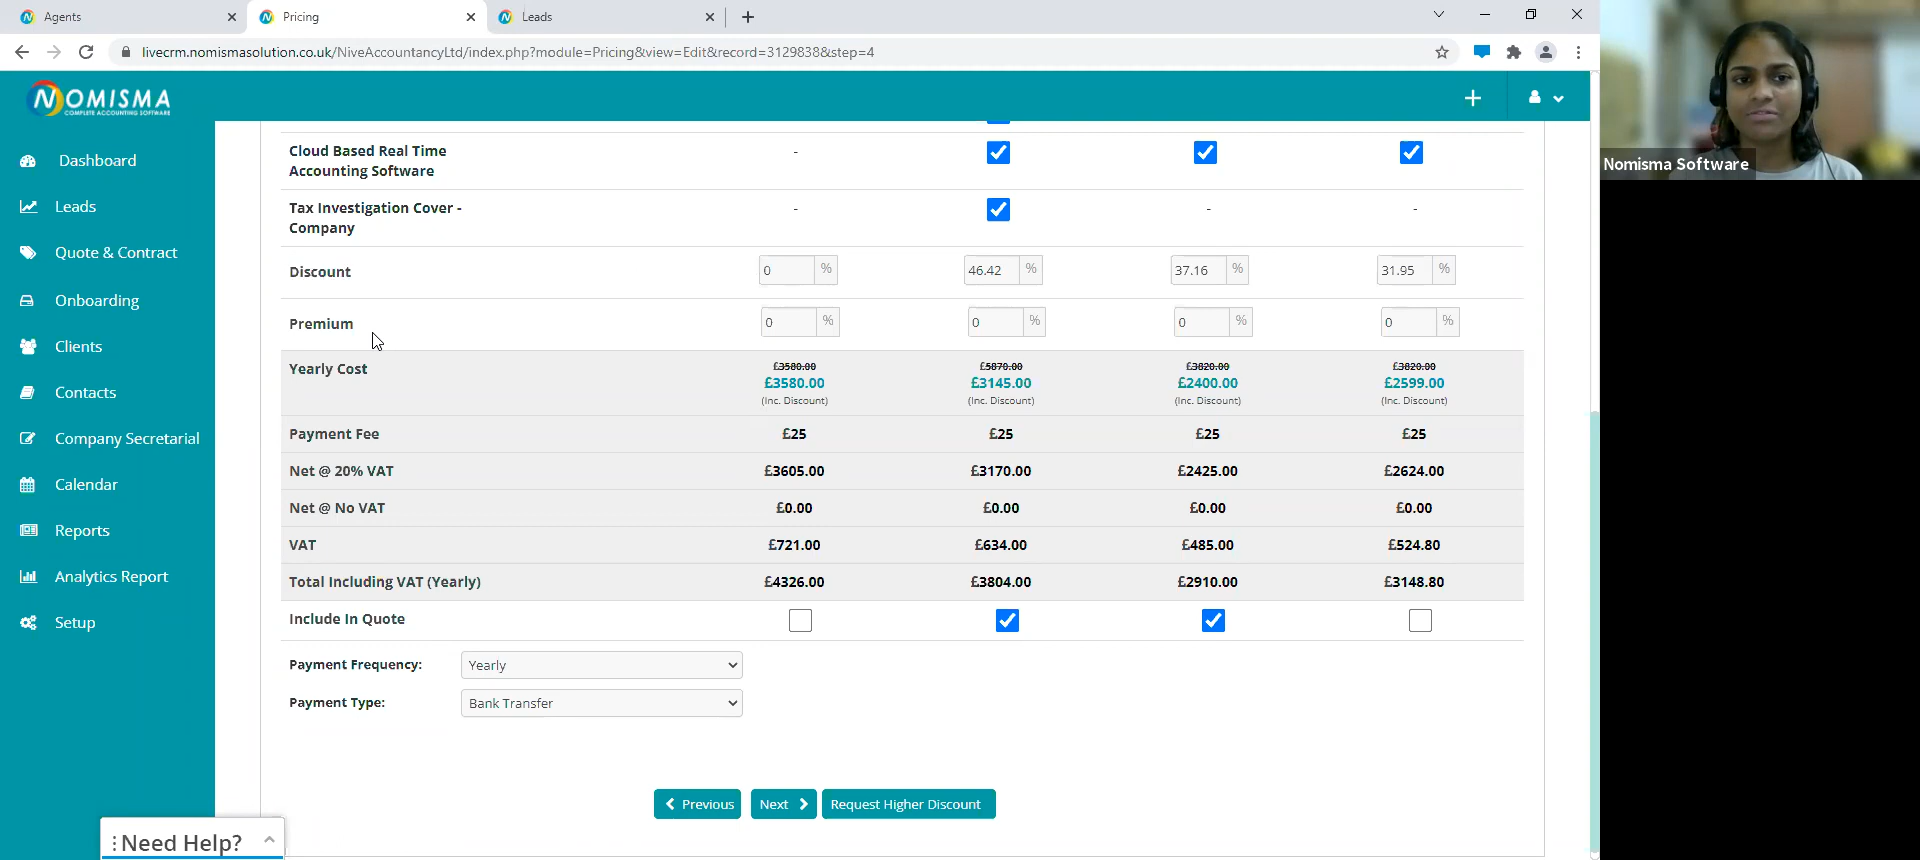 Agents
Pricing
Leads
livecrm.nomismasolution.co.uk/NiveAccountancyLtd/index.php?module=Pricing&view=Edit&record=3129838&step=4
NOMISMA
COMPLETE ACCOUNTING SOFTWARE
Dashboard
Leads
Quote & Contract
Onboarding
Clients
Contacts
Company Secretarial
Calendar
Reports
Analytics Report
Setup
Cloud Based Real Time
Accounting Software
-
Tax Investigation Cover -
Company
- - -
Discount 0 % 46.42 % 37.16 % 31.95 %
Premium 0 % 0 % 0 % 0 %
Yearly Cost
£3580.00 £5870.00 £3820.00 £3820.00
£3580.00 £3145.00 £2400.00 £2599.00
(Inc. Discount) (Inc. Discount) (Inc. Discount) (Inc. Discount)
Payment Fee £25 £25 £25 £25
Net @ 20% VAT £3605.00 £3170.00 £2425.00 £2624.00
Net @ No VAT £0.00 £0.00 £0.00 £0.00
VAT £721.00 £634.00 £485.00 £524.80
Total Including VAT (Yearly) £4326.00 £3804.00 £2910.00 £3148.80
Include In Quote
Payment Frequency: Yearly
Payment Type: Bank Transfer
Previous
Next
Request Higher Discount
Need Help?
Nomisma Software